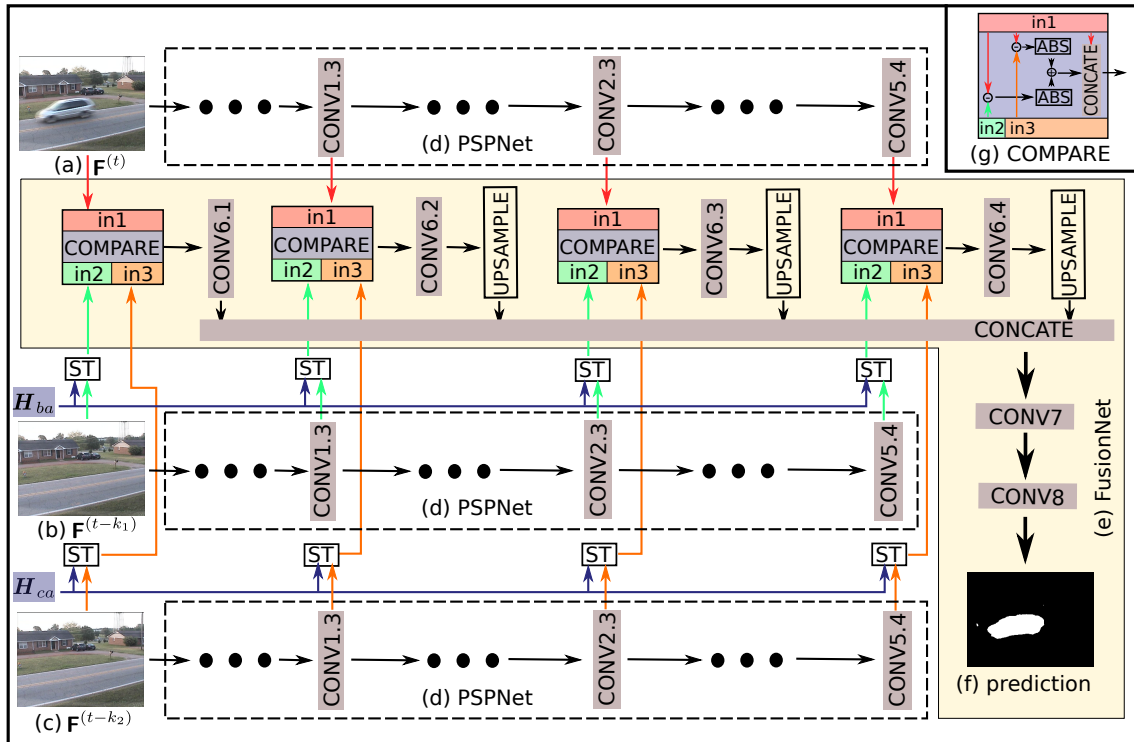 CONV1.3
CONV2.3
CONV5.4
(d) PSPNet
(a) F^(t)
in1
ABS
ABS
CONCATE
in2 in3
(g) COMPARE
in1
COMPARE
in2 in3
CONV6.1
in1
COMPARE
in2 in3
CONV6.2
UPSAMPLE
in1
COMPARE
in2 in3
CONV6.3
UPSAMPLE
in1
COMPARE
in2 in3
CONV6.4
UPSAMPLE
CONCATE
ST
ST
ST
ST
H_ba
CONV1.3
CONV2.3
CONV5.4
(d) PSPNet
(b) F^(t−k₁)
CONV7
CONV8
(e) FusionNet
ST
ST
ST
ST
H_ca
CONV1.3
CONV2.3
CONV5.4
(d) PSPNet
(c) F^(t−k₂)
(f) prediction